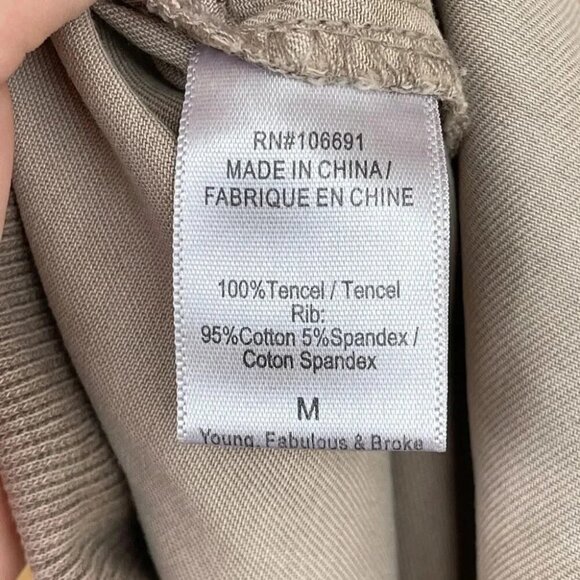 RN#106691
MADE IN CHINA/
FABRIQUE EN CHINE
100%Tencel / Tencel
Rib:
95%Cotton 5%Spandex /
Coton Spandex
M
Young, Fabulous & Broke